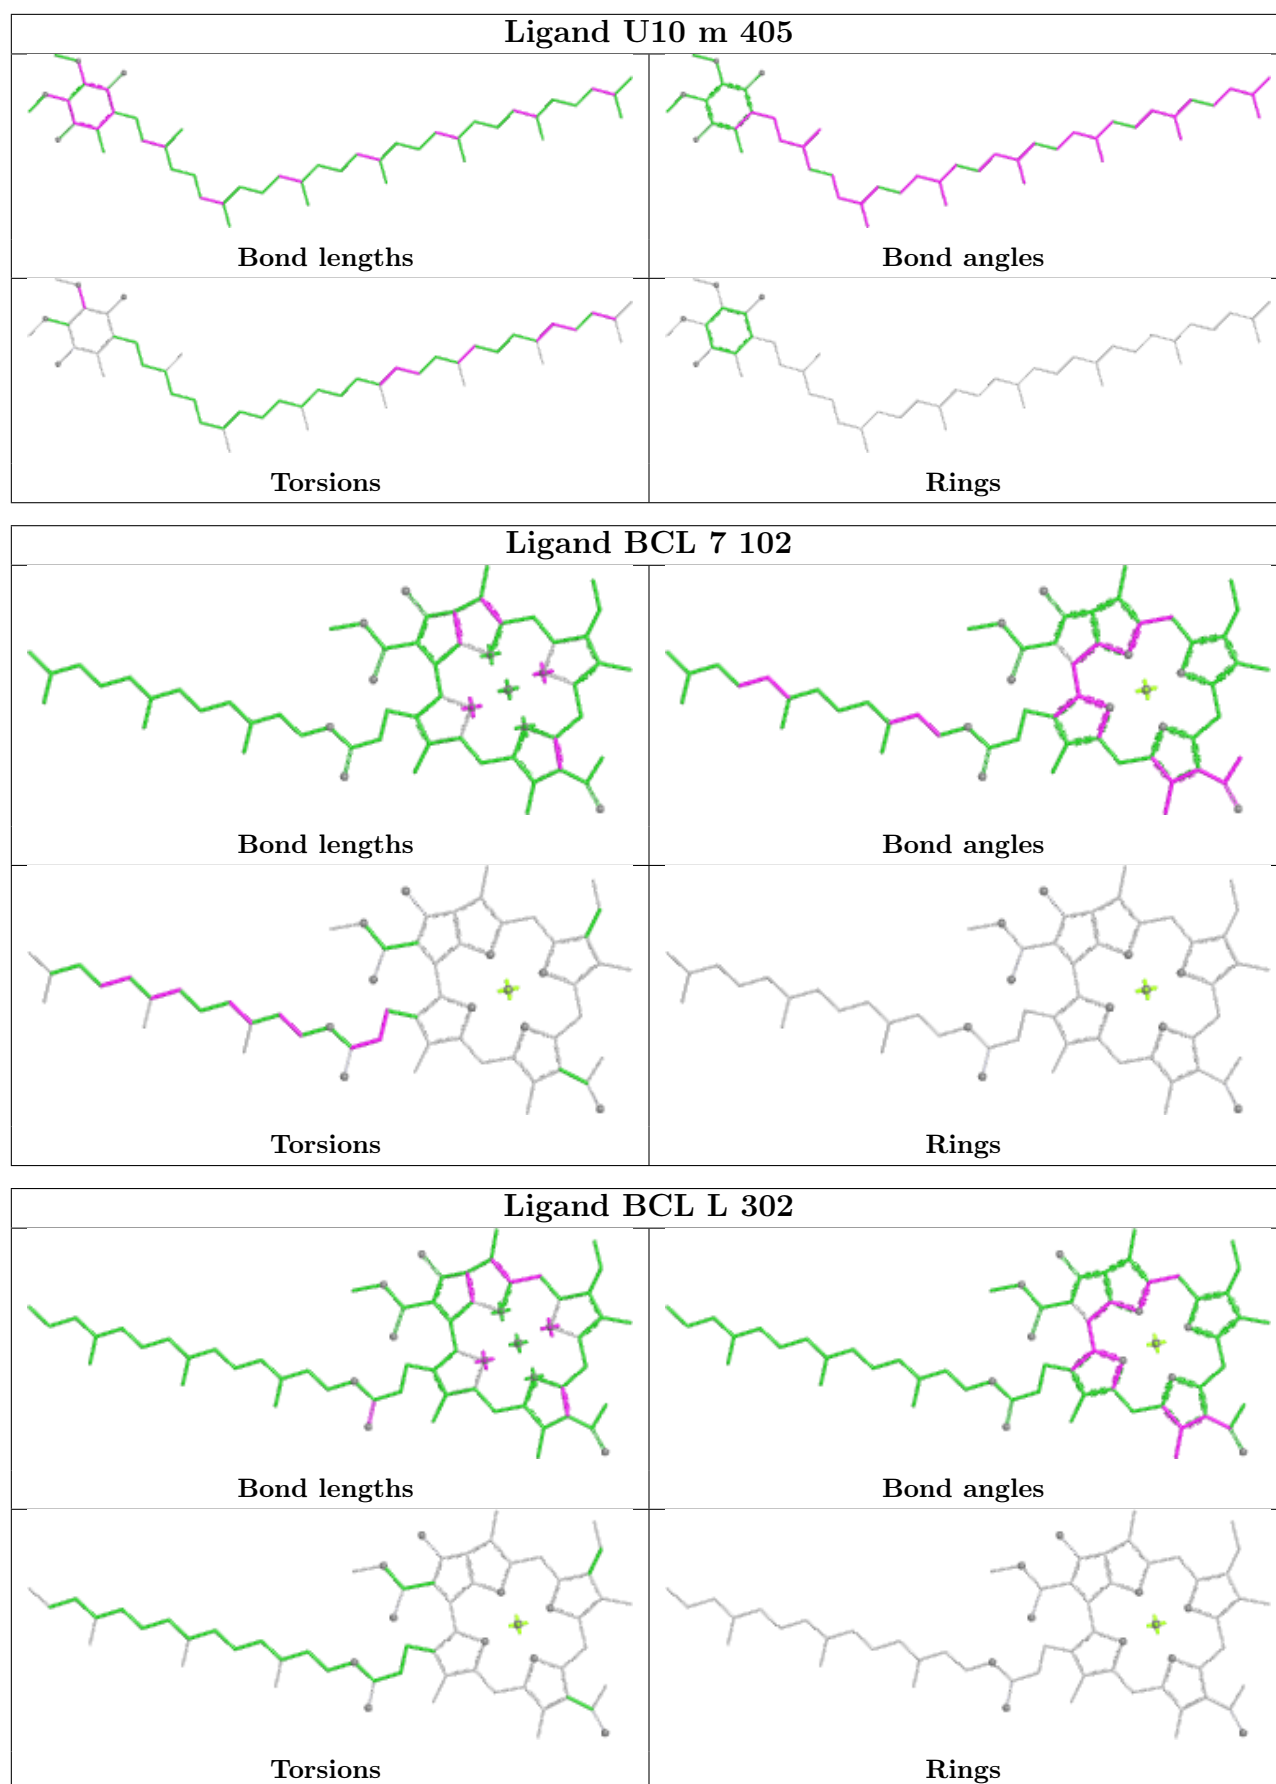 Ligand U10 m 405
Bond lengths
Bond angles
Torsions
Rings
Ligand BCL 7 102
Bond lengths
Bond angles
Torsions
Rings
Ligand BCL L 302
Bond lengths
Bond angles
Torsions
Rings